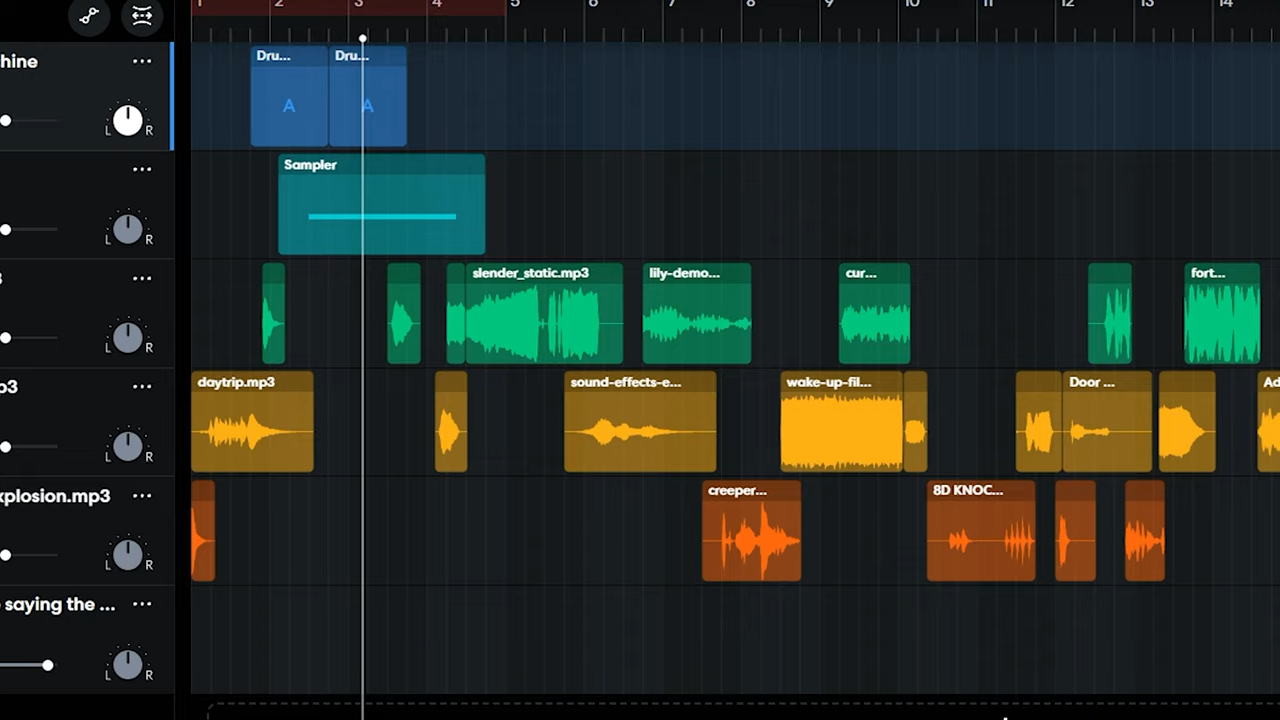 1 2 3 4 5 6 7 8 9 10 11 12 13 14
hine
Dru... Dru...
A A
L R
Sampler
L R
3
slender_static.mp3 lily-demo... cur... fort...
L R
p3
daytrip.mp3 sound-effects-e... wake-up-fil... Door ... Ad
L R
xplosion.mp3
creeper... 8D KNOC...
L R
saying the ...
L R